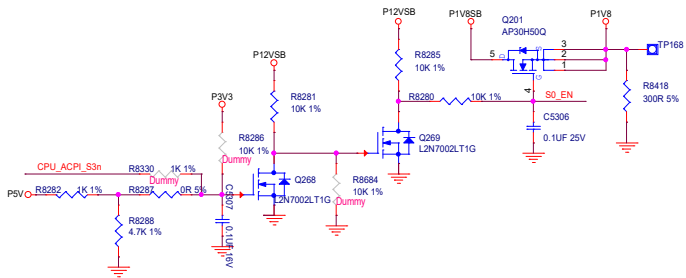 P12VSB
P1V8SB
Q201
AP30H50Q
P1V8
P12VSB
R8285
10K 1%
5
D
S
G
3
2
1
4
TP168
P3V3
R8281
10K 1%
R8280
10K 1%
S0_EN
R8418
300R 5%
R8286
10K 1%
Dummy
Q269
L2N7002LT1G
C5306
0.1UF 25V
CPU_ACPI_S3n
R8330
1K 1%
Dummy
P5V
R8282
1K 1%
R8287
0R 5%
C5307
0.1UF 16V
Q268
L2N7002LT1G
R8684
10K 1%
Dummy
R8288
4.7K 1%